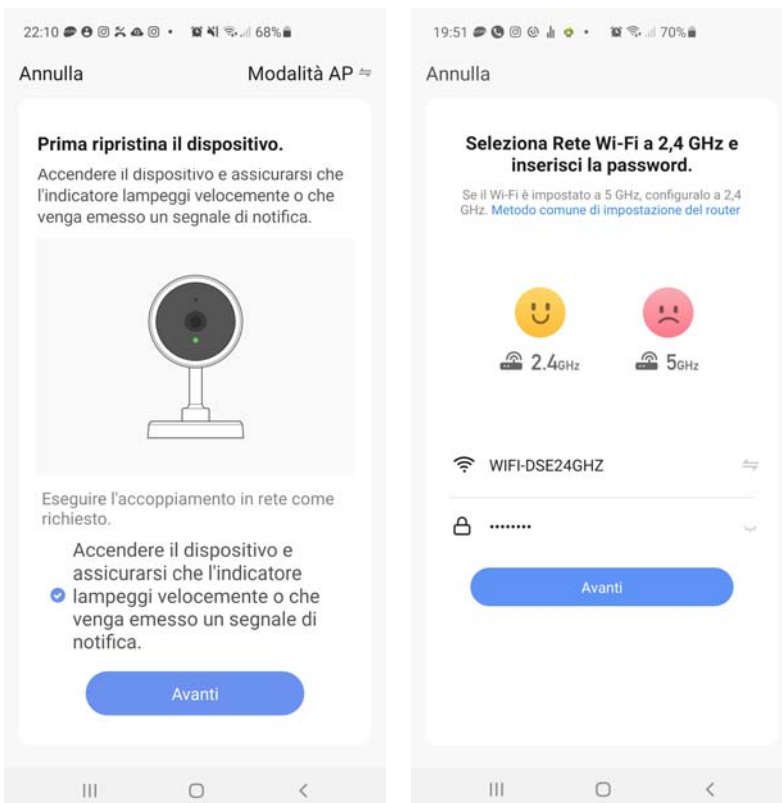 22:10 68%
Annulla Modalità AP
Prima ripristina il dispositivo.
Accendere il dispositivo e assicurarsi che
l'indicatore lampeggi velocemente o che
venga emesso un segnale di notifica.
Eseguire l'accoppiamento in rete come
richiesto.
Accendere il dispositivo e
assicurarsi che l'indicatore
lampeggi velocemente o che
venga emesso un segnale di
notifica.
Avanti
19:51 70%
Annulla
Seleziona Rete Wi-Fi a 2,4 GHz e
inserisci la password.
Se il Wi-Fi è impostato a 5 GHz, configuralo a 2,4
GHz. Metodo comune di impostazione del router
2.4GHz 5GHz
WIFI-DSE24GHZ
••••••••
Avanti